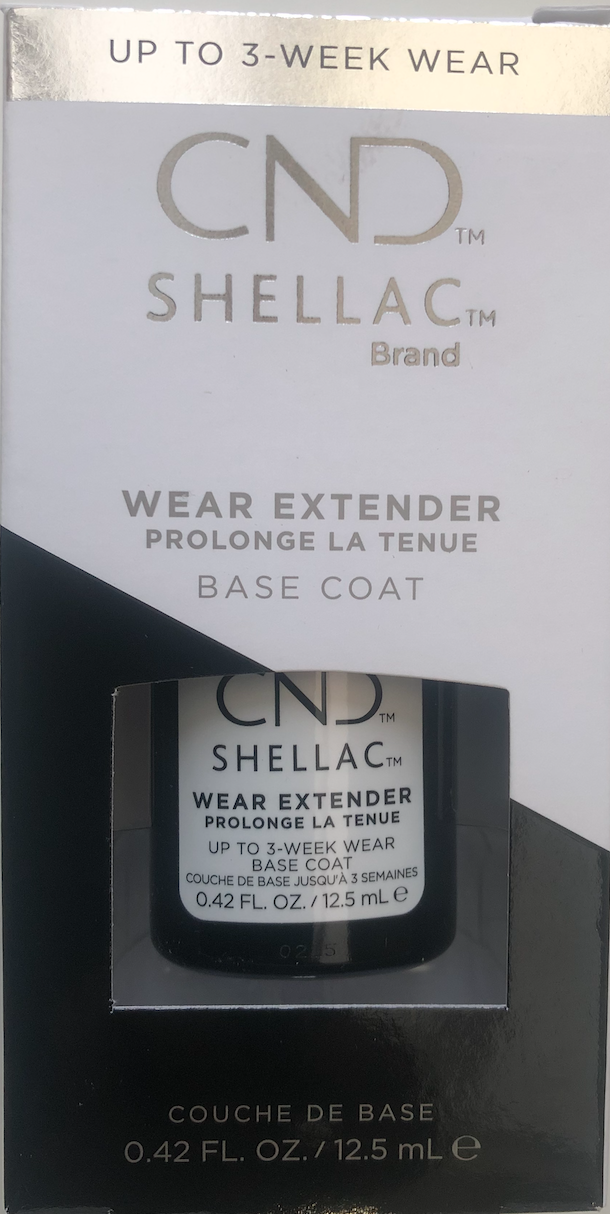 UP TO 3-WEEK WEAR
CND™
SHELLAC™
Brand
WEAR EXTENDER
PROLONGE LA TENUE
BASE COAT
CND™
SHELLAC™
WEAR EXTENDER
PROLONGE LA TENUE
UP TO 3-WEEK WEAR
BASE COAT
COUCHE DE BASE JUSQU'À 3 SEMAINES
0.42 FL. OZ. / 12.5 mL ℮
COUCHE DE BASE
0.42 FL. OZ. / 12.5 mL ℮